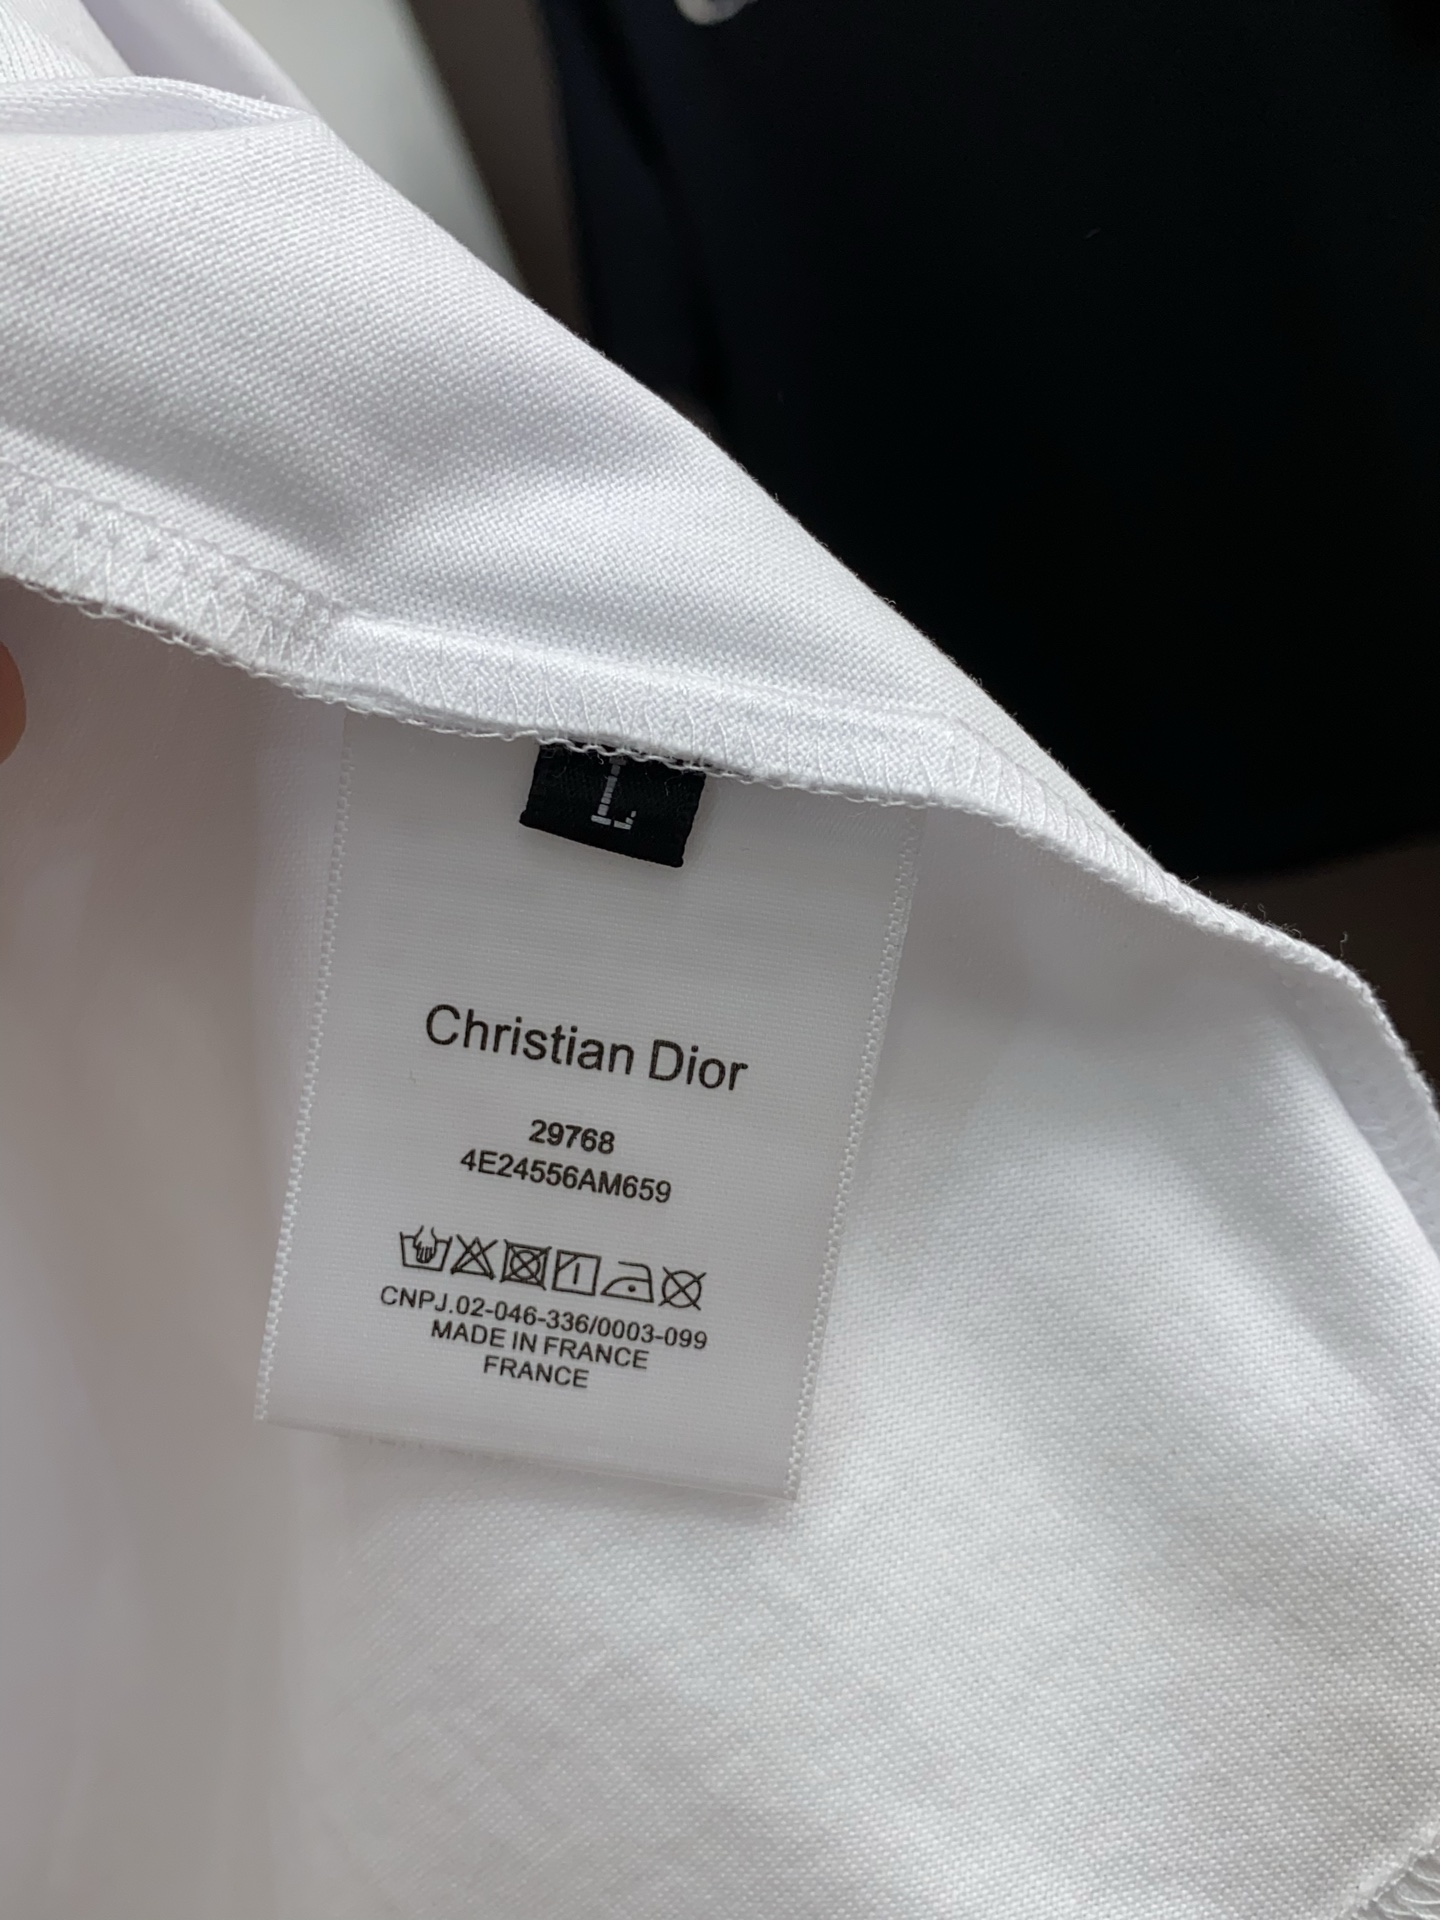 L
Christian Dior
29768
4E24556AM659
CNPJ.02-046-336/0003-099
MADE IN FRANCE
FRANCE